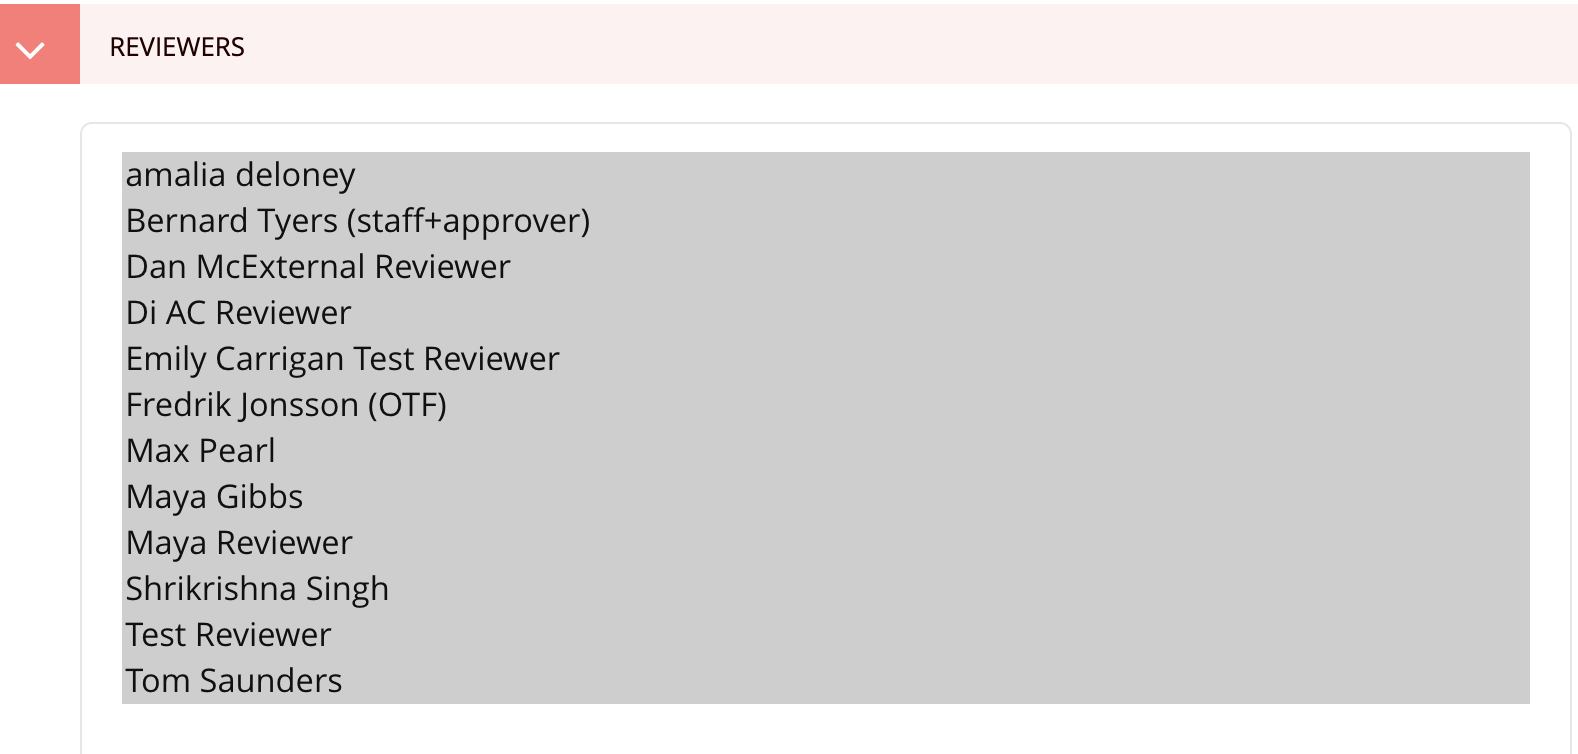 REVIEWERS
amalia deloney
Bernard Tyers (staff+approver)
Dan McExternal Reviewer
Di AC Reviewer
Emily Carrigan Test Reviewer
Fredrik Jonsson (OTF)
Max Pearl
Maya Gibbs
Maya Reviewer
Shrikrishna Singh
Test Reviewer
Tom Saunders